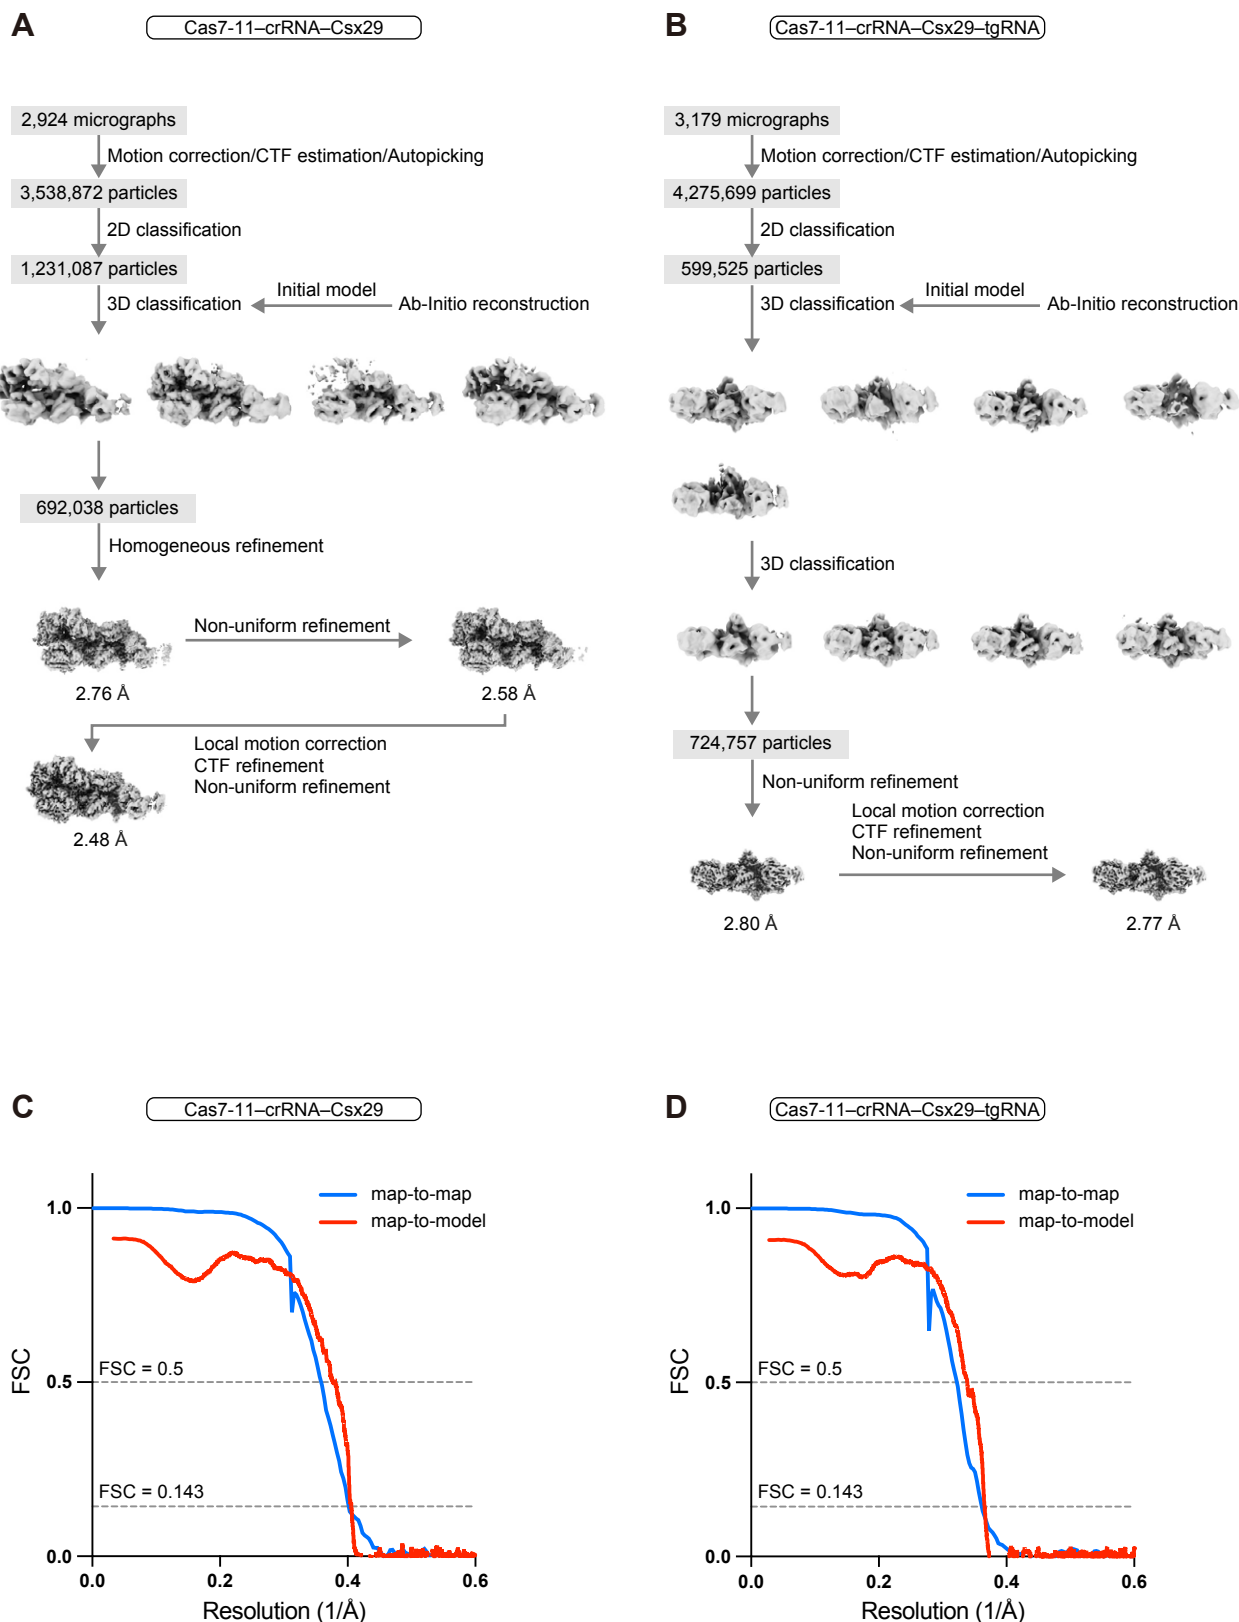 A
Cas7-11–crRNA–Csx29
2,924 micrographs
Motion correction/CTF estimation/Autopicking
3,538,872 particles
2D classification
1,231,087 particles
3D classification
Initial model
Ab-Initio reconstruction
692,038 particles
Homogeneous refinement
Non-uniform refinement
2.76 Å
2.58 Å
Local motion correction
CTF refinement
Non-uniform refinement
2.48 Å
B
Cas7-11–crRNA–Csx29–tgRNA
3,179 micrographs
Motion correction/CTF estimation/Autopicking
4,275,699 particles
2D classification
599,525 particles
3D classification
Initial model
Ab-Initio reconstruction
3D classification
724,757 particles
Non-uniform refinement
Local motion correction
CTF refinement
Non-uniform refinement
2.80 Å
2.77 Å
C
Cas7-11–crRNA–Csx29
map-to-map
map-to-model
1.0
FSC = 0.5
0.5
FSC
FSC = 0.143
0.0
0.0 0.2 0.4 0.6
Resolution (1/Å)
D
Cas7-11–crRNA–Csx29–tgRNA
map-to-map
map-to-model
1.0
FSC = 0.5
0.5
FSC
FSC = 0.143
0.0
0.0 0.2 0.4 0.6
Resolution (1/Å)